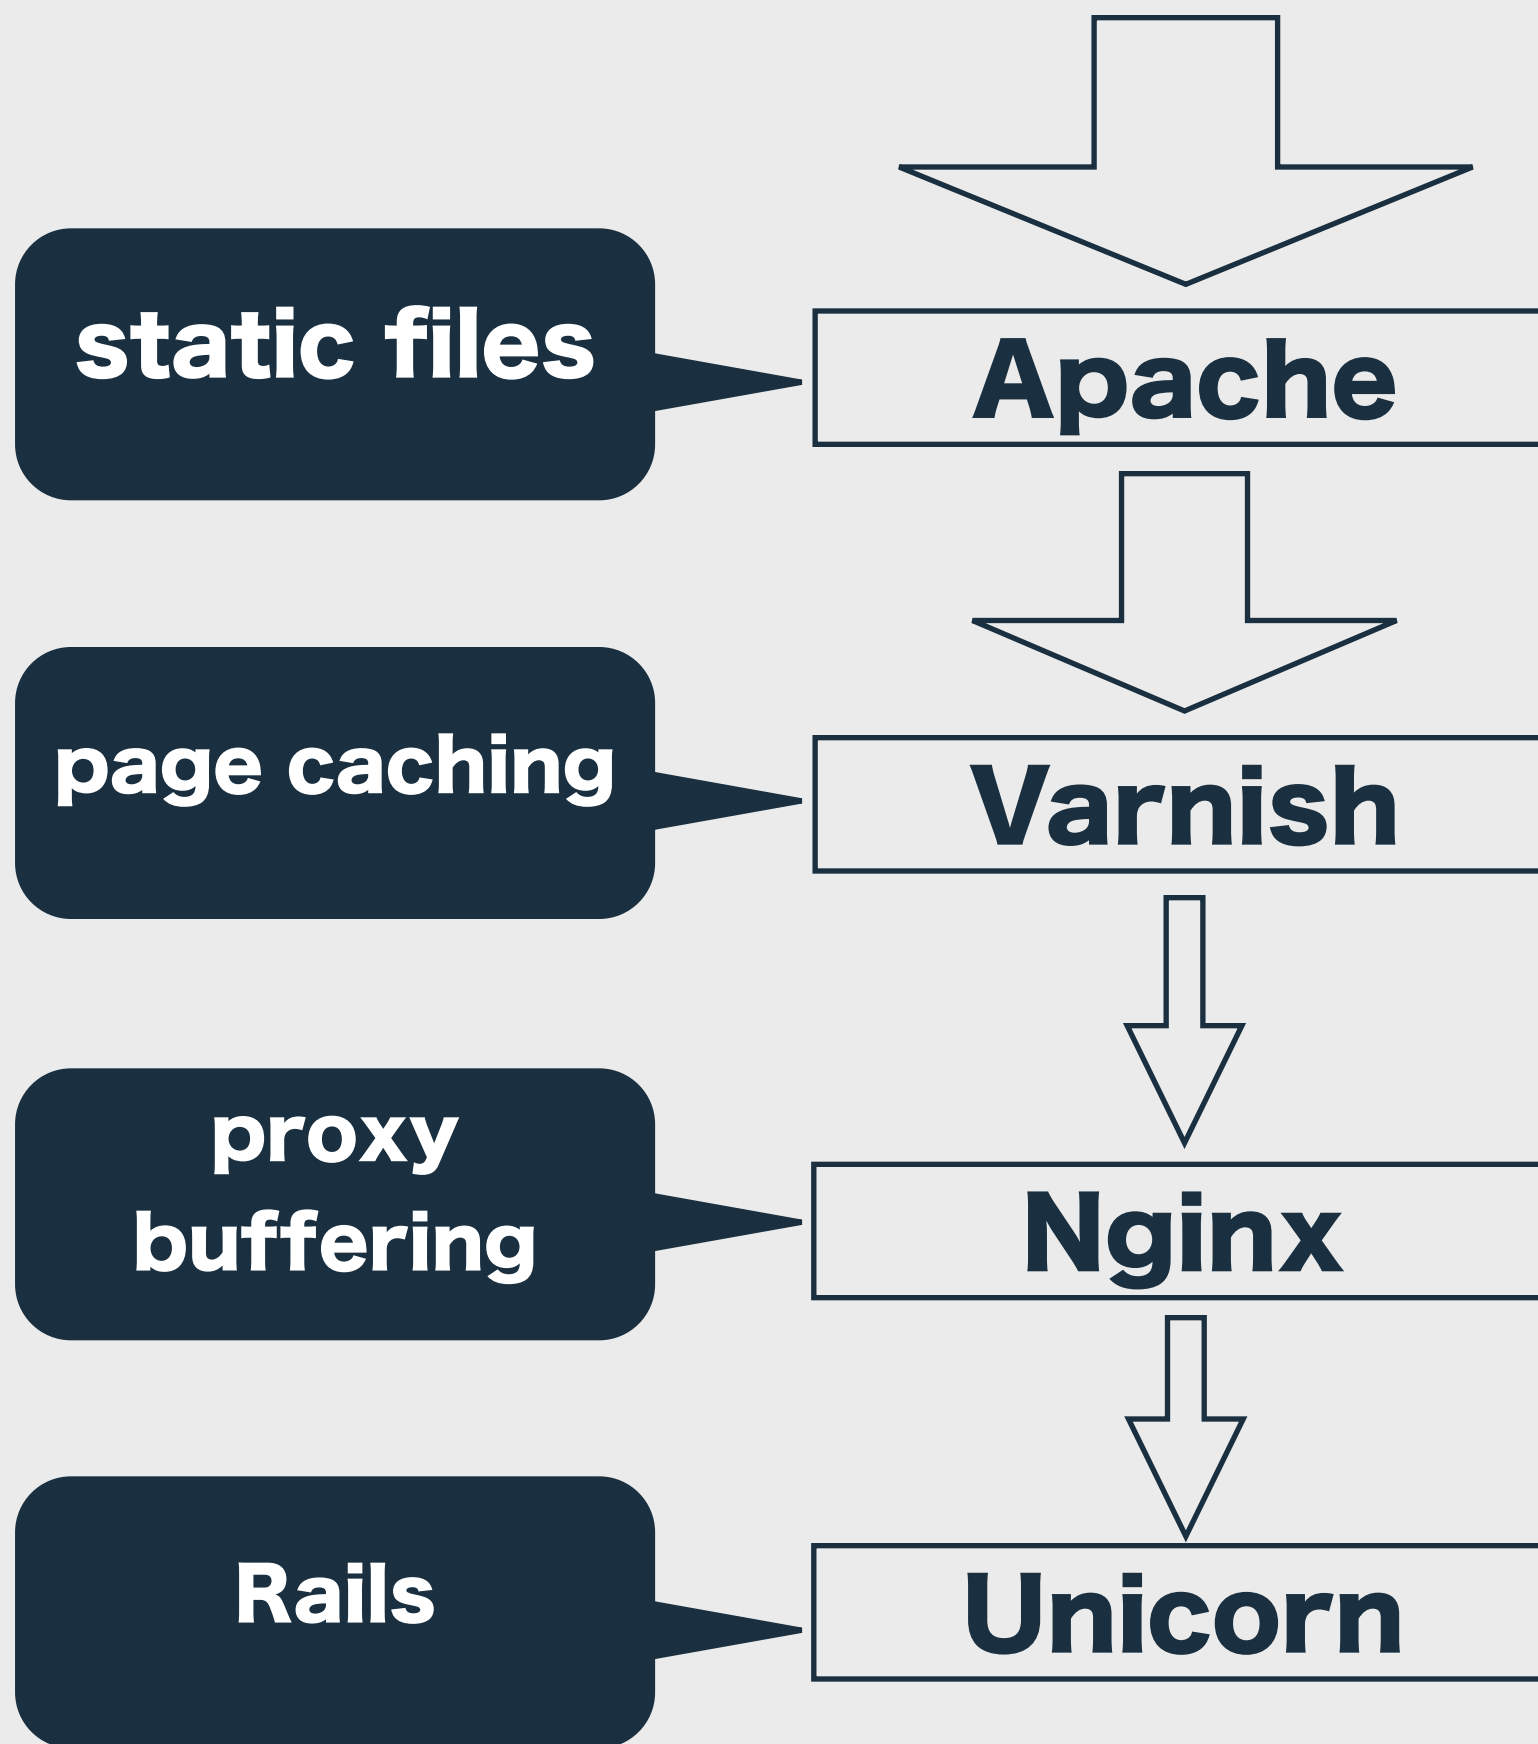 static files
Apache
page caching
Varnish
proxy
buffering
Nginx
Rails
Unicorn